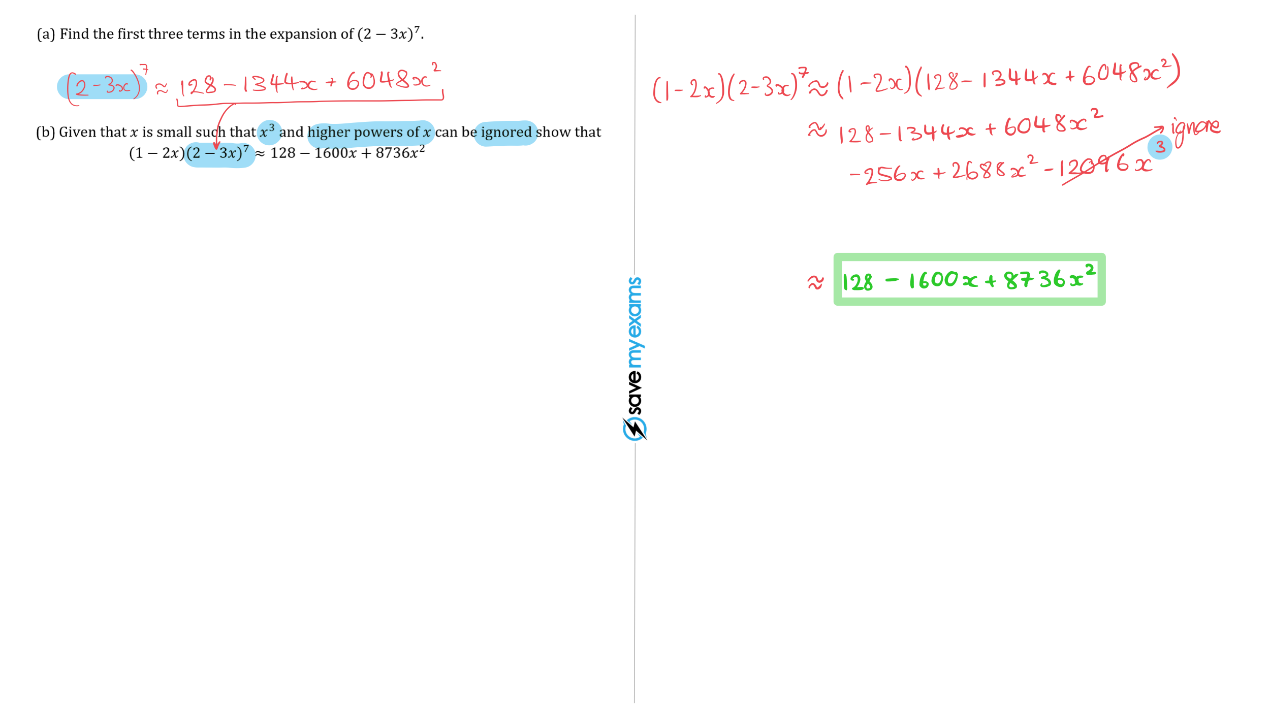 (a) Find the first three terms in the expansion of (2 − 3x)⁷.
(2-3x)⁷ ≈ 128 - 1344x + 6048x²
(b) Given that x is small such that x³ and higher powers of x can be ignored show that
(1 − 2x)(2 − 3x)⁷ ≈ 128 − 1600x + 8736x²
(1-2x)(2-3x)⁷ ≈ (1-2x)(128-1344x+6048x²)
≈ 128-1344x+6048x²
ignore
-256x+2688x²-12096x³
≈ 128 - 1600x + 8736x²
save my exams